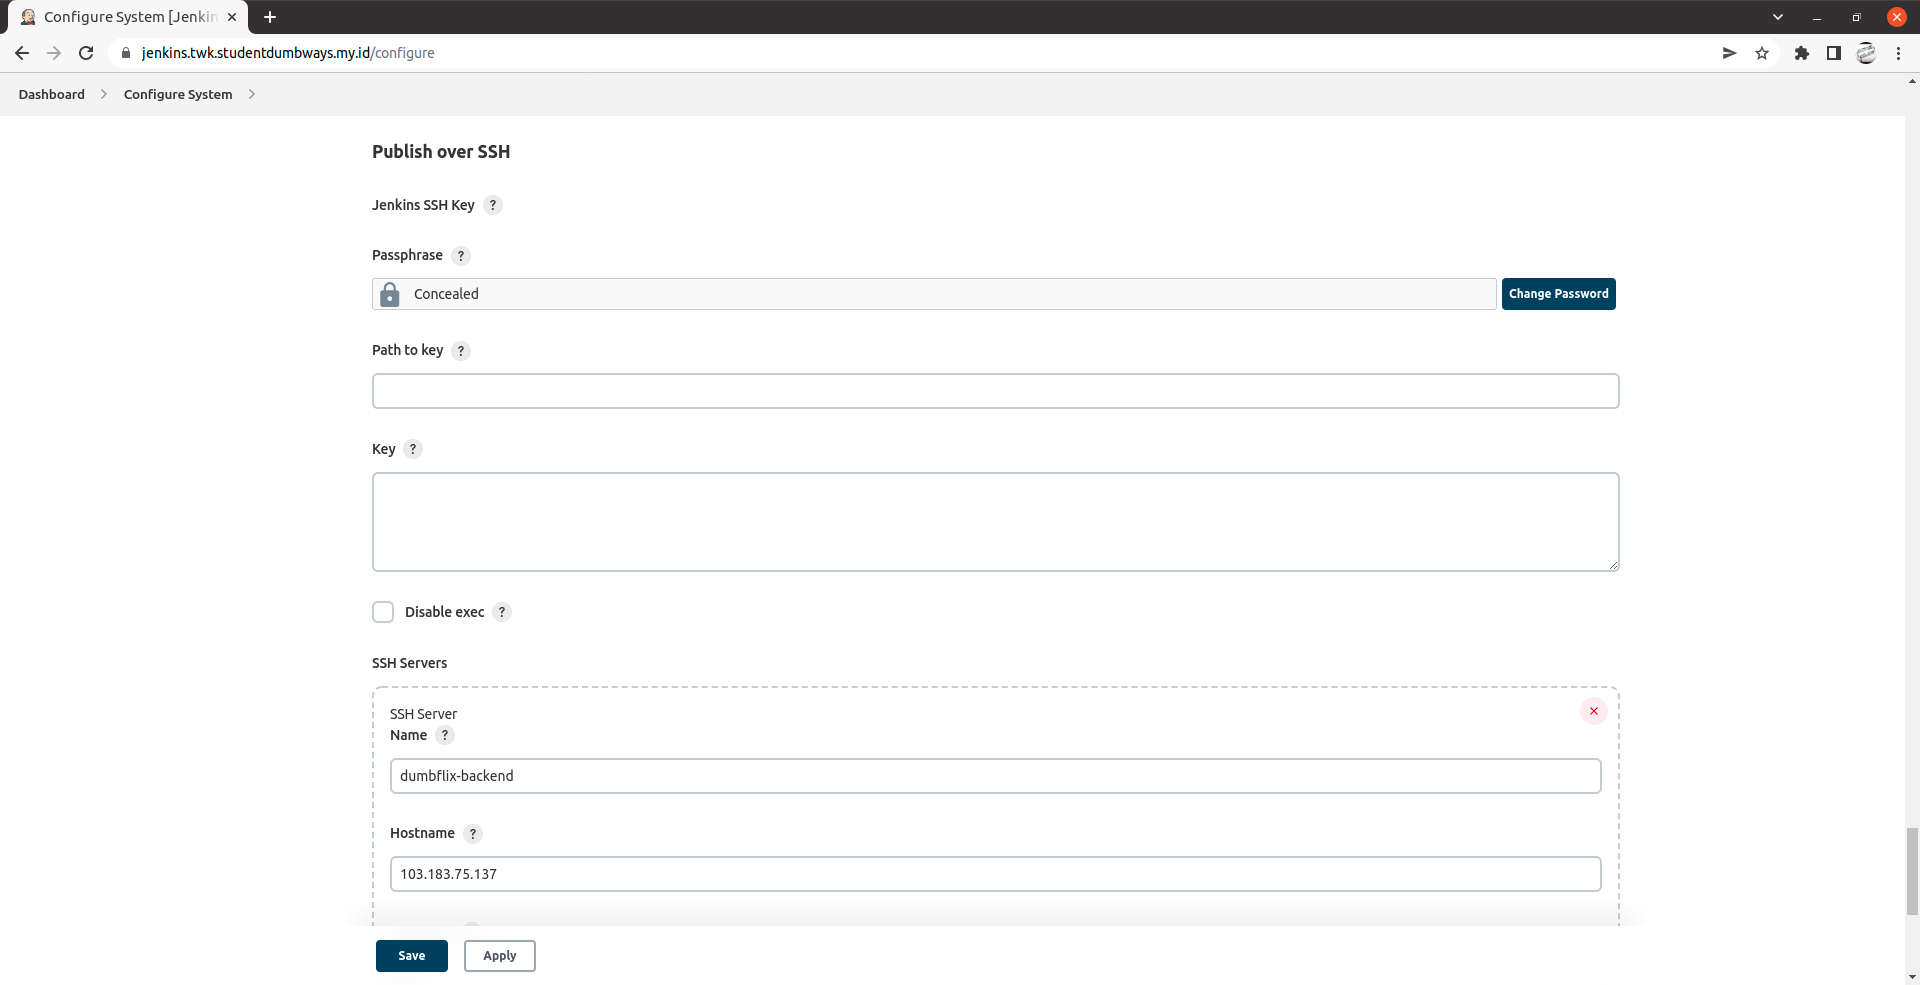 Configure System [Jenkin
jenkins.twk.studentdumbways.my.id/configure
Dashboard
Configure System
Publish over SSH
Jenkins SSH Key ?
Passphrase ?
Concealed
Change Password
Path to key ?
Key ?
Disable exec ?
SSH Servers
SSH Server
Name ?
dumbflix-backend
Hostname ?
103.183.75.137
Save
Apply